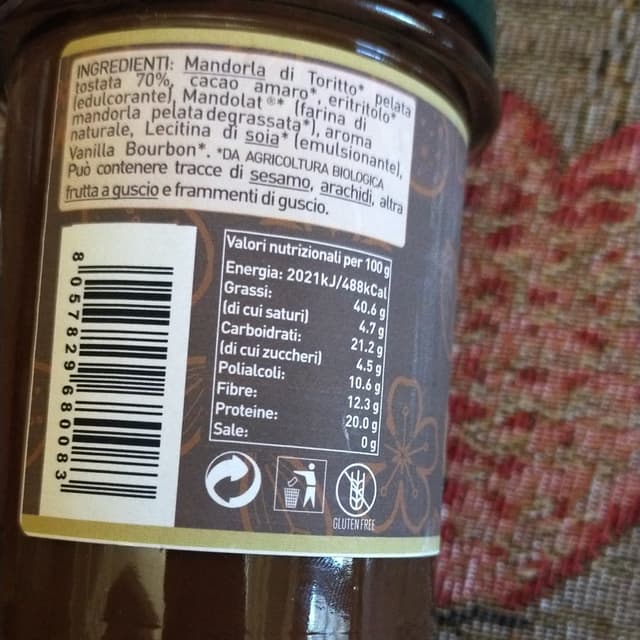 INGREDIENTI: Mandorla di Toritto* pelata
tostata 70%, cacao amaro*, eritritolo*
(edulcorante), Mandolat®* (farina di
mandorla pelata degrassata*), aroma
naturale, Lecitina di soia* (emulsionante),
Vanilla Bourbon*. *DA AGRICOLTURA BIOLOGICA
Può contenere tracce di sesamo, arachidi, altra
frutta a guscio e frammenti di guscio.
Valori nutrizionali per 100 g
Energia: 2021kJ/488kCal
Grassi: 40.6 g
(di cui saturi) 4.7 g
Carboidrati: 21.2 g
(di cui zuccheri) 4.5 g
Polialcoli: 10.6 g
Fibre: 12.3 g
Proteine: 20.0 g
Sale: 0 g
8 057829 680083
GLUTEN FREE